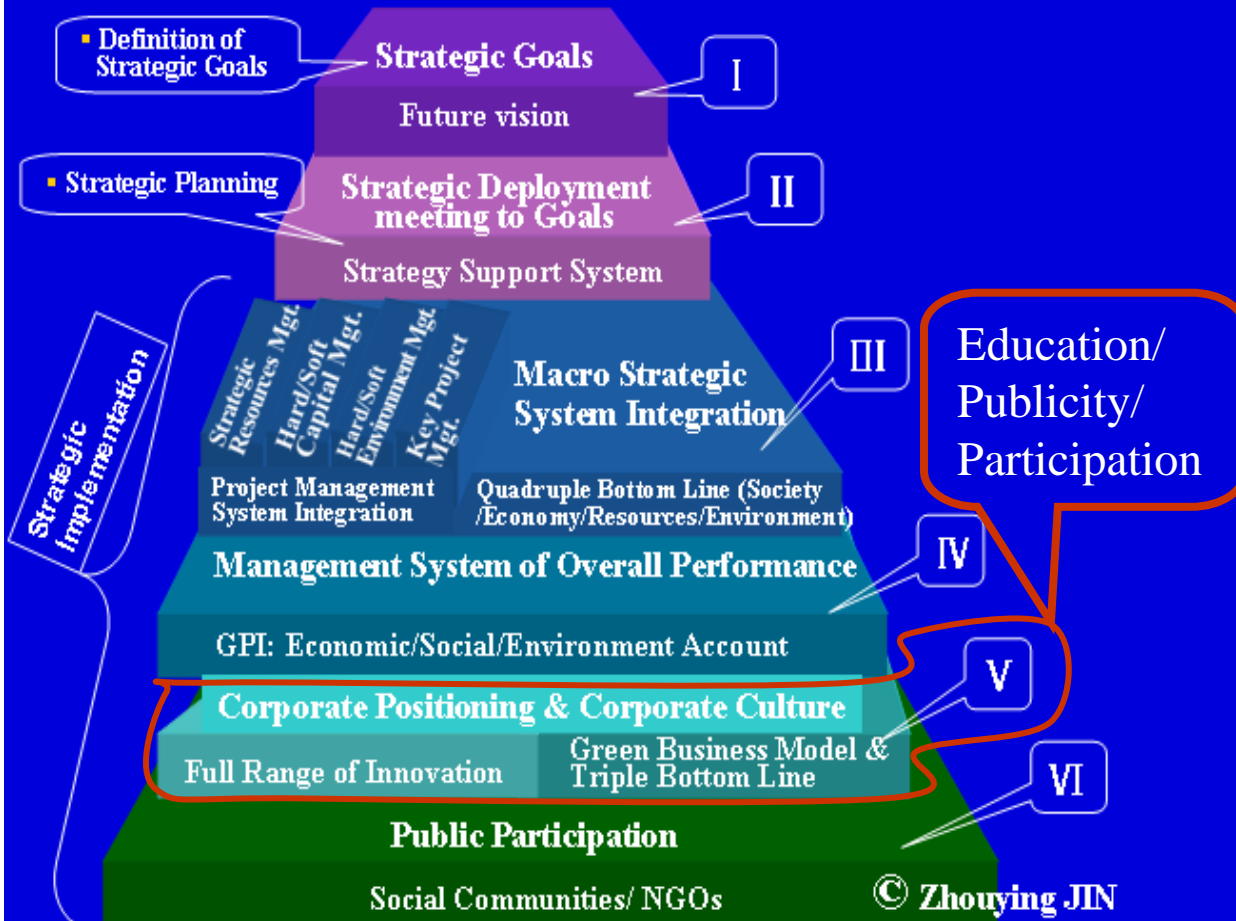 ▪ Definition of
Strategic Goals
Strategic Goals
I
Future vision
▪ Strategic Planning
Strategic Deployment
meeting to Goals
II
Strategy Support System
Strategic
Implementation
Strategic
Resources Mgt.
Hard/Soft
Capital Mgt.
Hard/Soft
Environment Mgt.
Key Project
Mgt.
Macro Strategic
System Integration
III
Education/
Publicity/
Participation
Project Management
System Integration
Quadruple Bottom Line (Society
/Economy/Resources/Environment)
Management System of Overall Performance
IV
GPI: Economic/Social/Environment Account
Corporate Positioning & Corporate Culture
V
Full Range of Innovation
Green Business Model &
Triple Bottom Line
VI
Public Participation
Social Communities/ NGOs
© Zhouying JIN